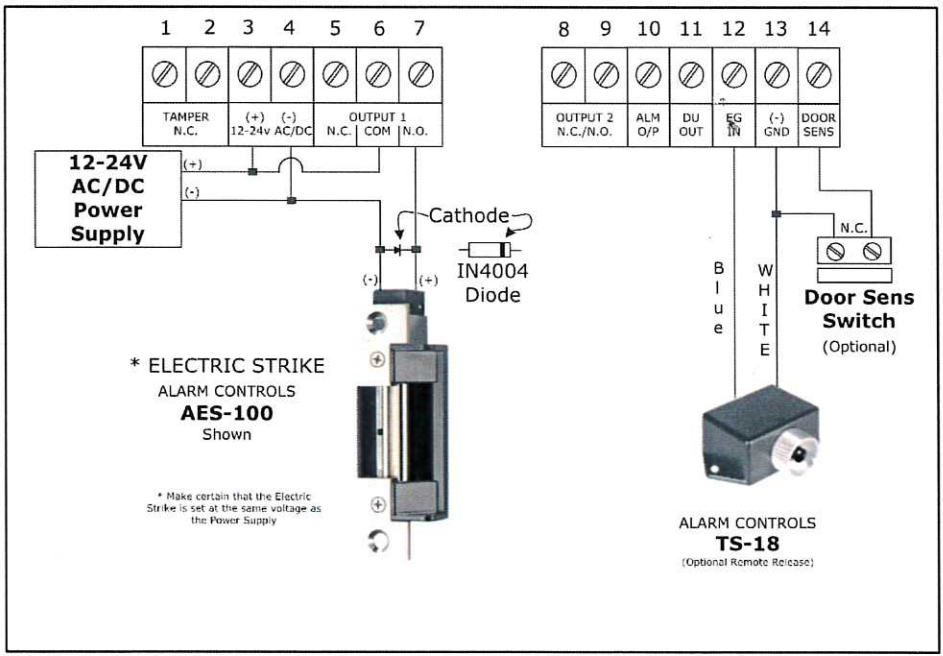 1 2 3 4 5 6 7
8 9 10 11 12 13 14
TAMPER
N.C.
(+) (-)
12-24v AC/DC
OUTPUT 1
N.C. COM N.O.
OUTPUT 2
N.C./N.O.
ALM
O/P
DU
OUT
EG
IN
(-)
GND
DOOR
SENS
12-24V
AC/DC
Power
Supply
(+)
(-)
Cathode
IN4004
Diode
(-) (+)
* ELECTRIC STRIKE
ALARM CONTROLS
AES-100
Shown
* Make certain that the Electric
Strike is set at the same voltage as
the Power Supply
Blue
WHITE
N.C.
Door Sens
Switch
(Optional)
ALARM CONTROLS
TS-18
(Optional Remote Release)